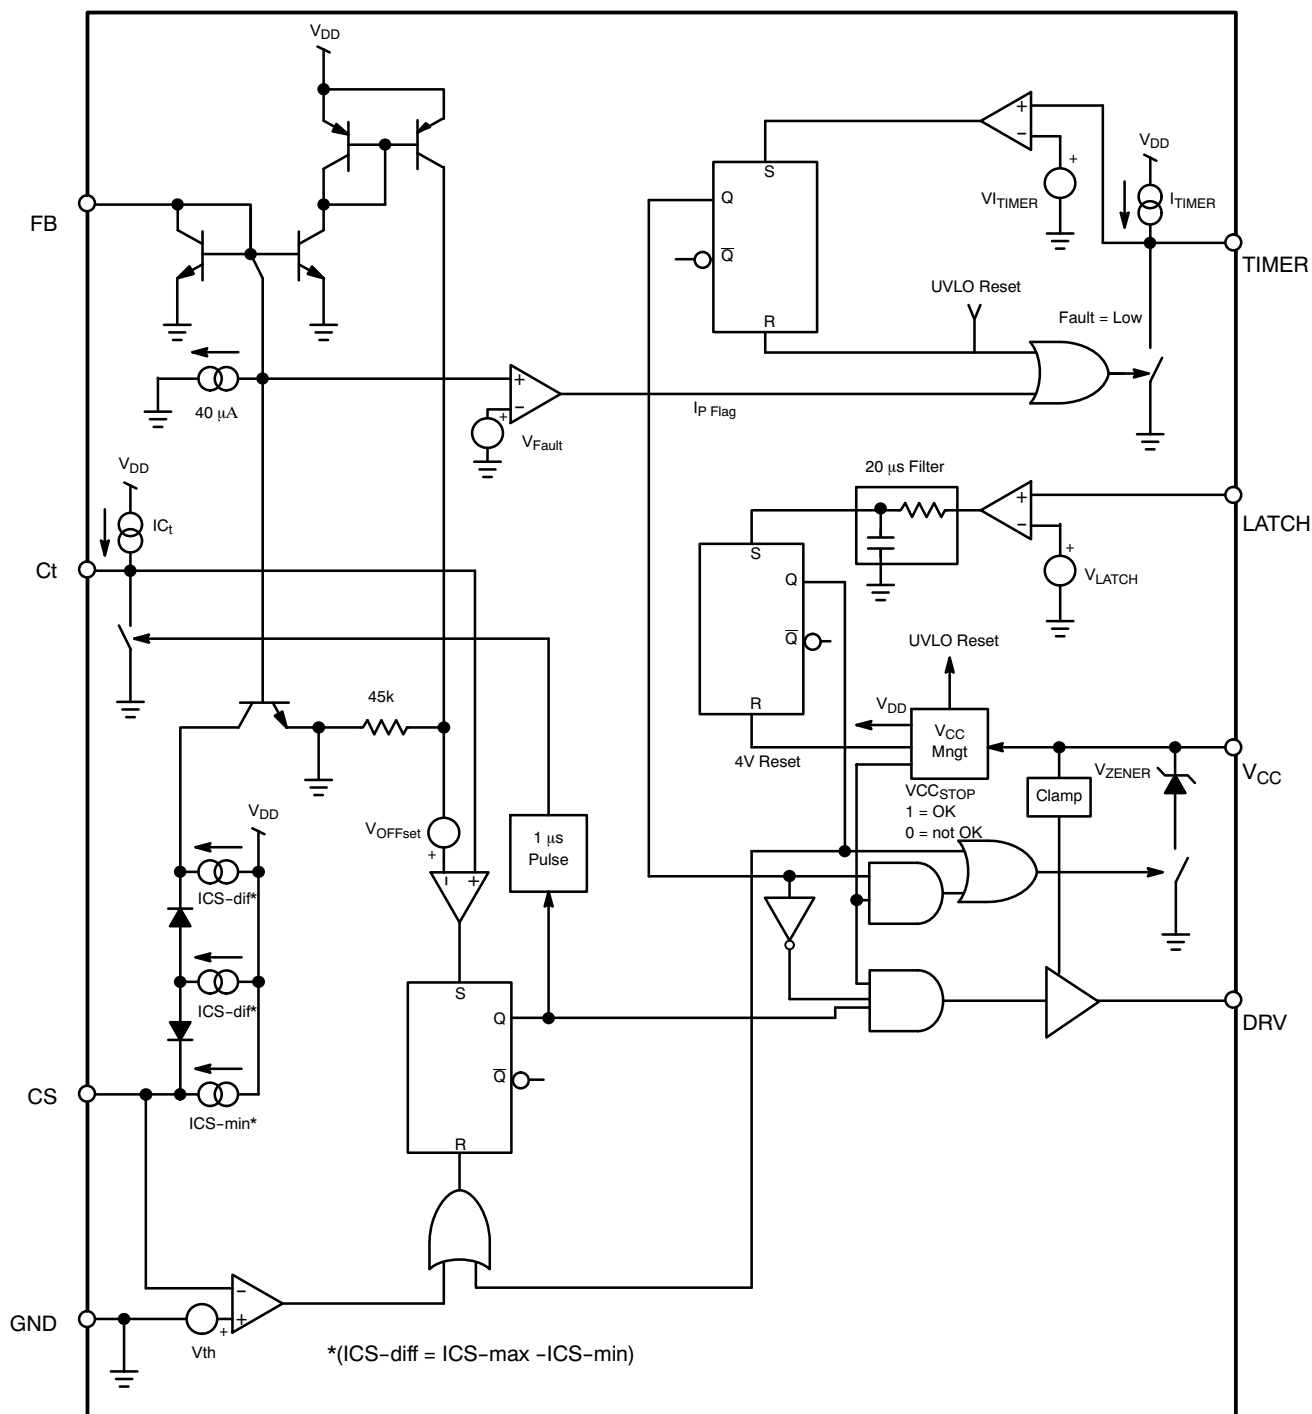 V_DD
FB
40 μA
V_Fault
I_P Flag
S
Q
Q̅
R
VI_TIMER
+
−
+
V_DD
I_TIMER
TIMER
UVLO Reset
Fault = Low
+
−
+
V_DD
IC_t
Ct
20 μs Filter
+
−
+
V_LATCH
LATCH
S
Q
Q̅
R
UVLO Reset
V_DD
V_CC
Mngt
4V Reset
VCC_STOP
1 = OK
0 = not OK
V_ZENER
Clamp
V_CC
45k
V_DD
V_OFFset
+
−
+
1 μs
Pulse
ICS−dif*
ICS−dif*
ICS−min*
CS
S
Q
Q̅
R
DRV
GND
Vth
+
−
+
*(ICS−diff = ICS−max −ICS−min)